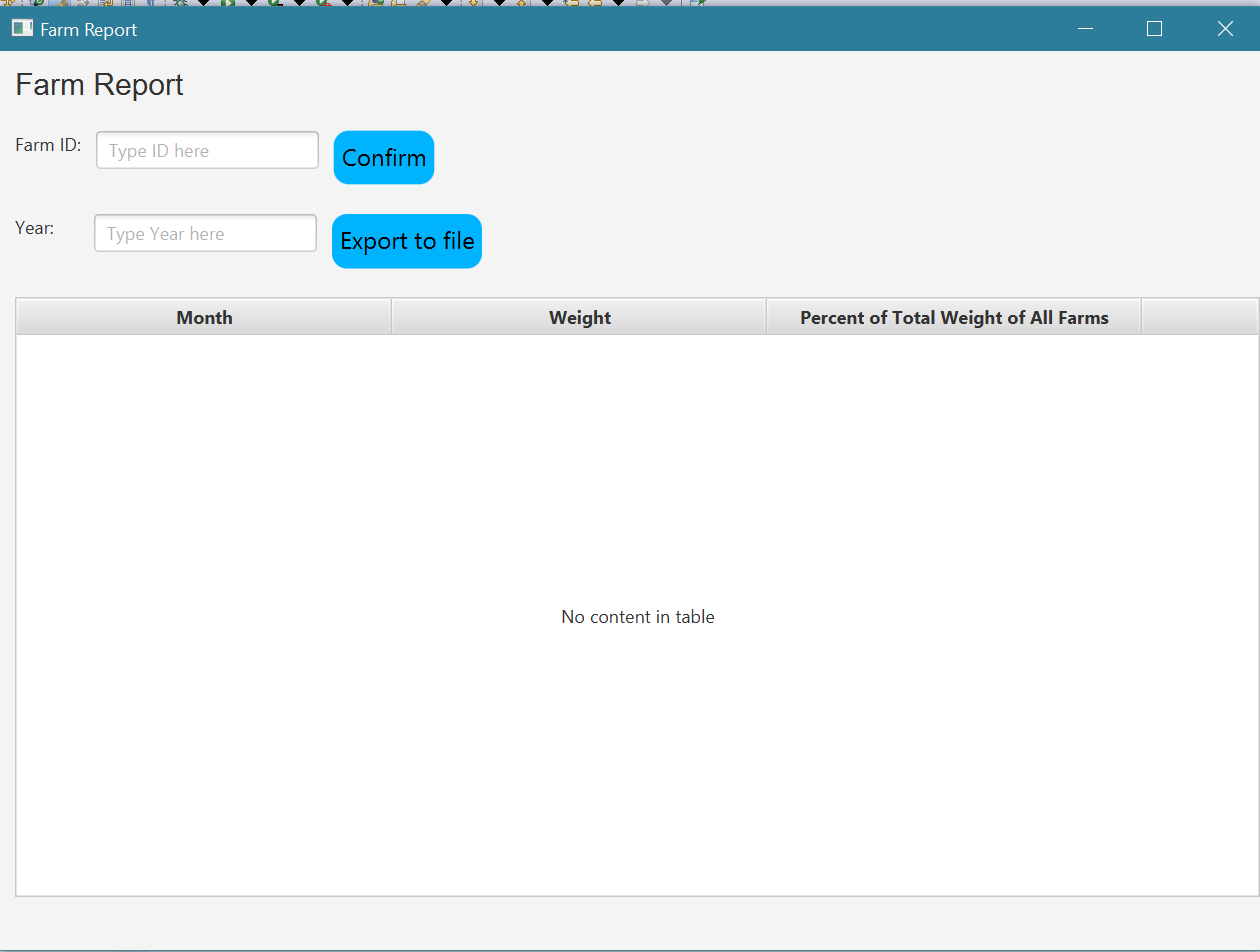 Farm Report
Farm Report
Farm ID: Type ID here Confirm
Year: Type Year here Export to file
Month Weight Percent of Total Weight of All Farms
No content in table